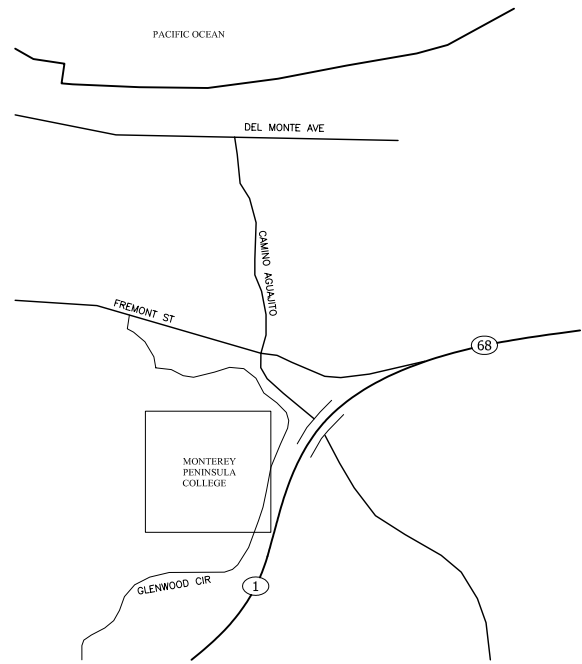 PACIFIC OCEAN
DEL MONTE AVE
CAMINO AGUAJITO
FREMONT ST
68
MONTEREY
PENINSULA
COLLEGE
GLENWOOD CIR
1